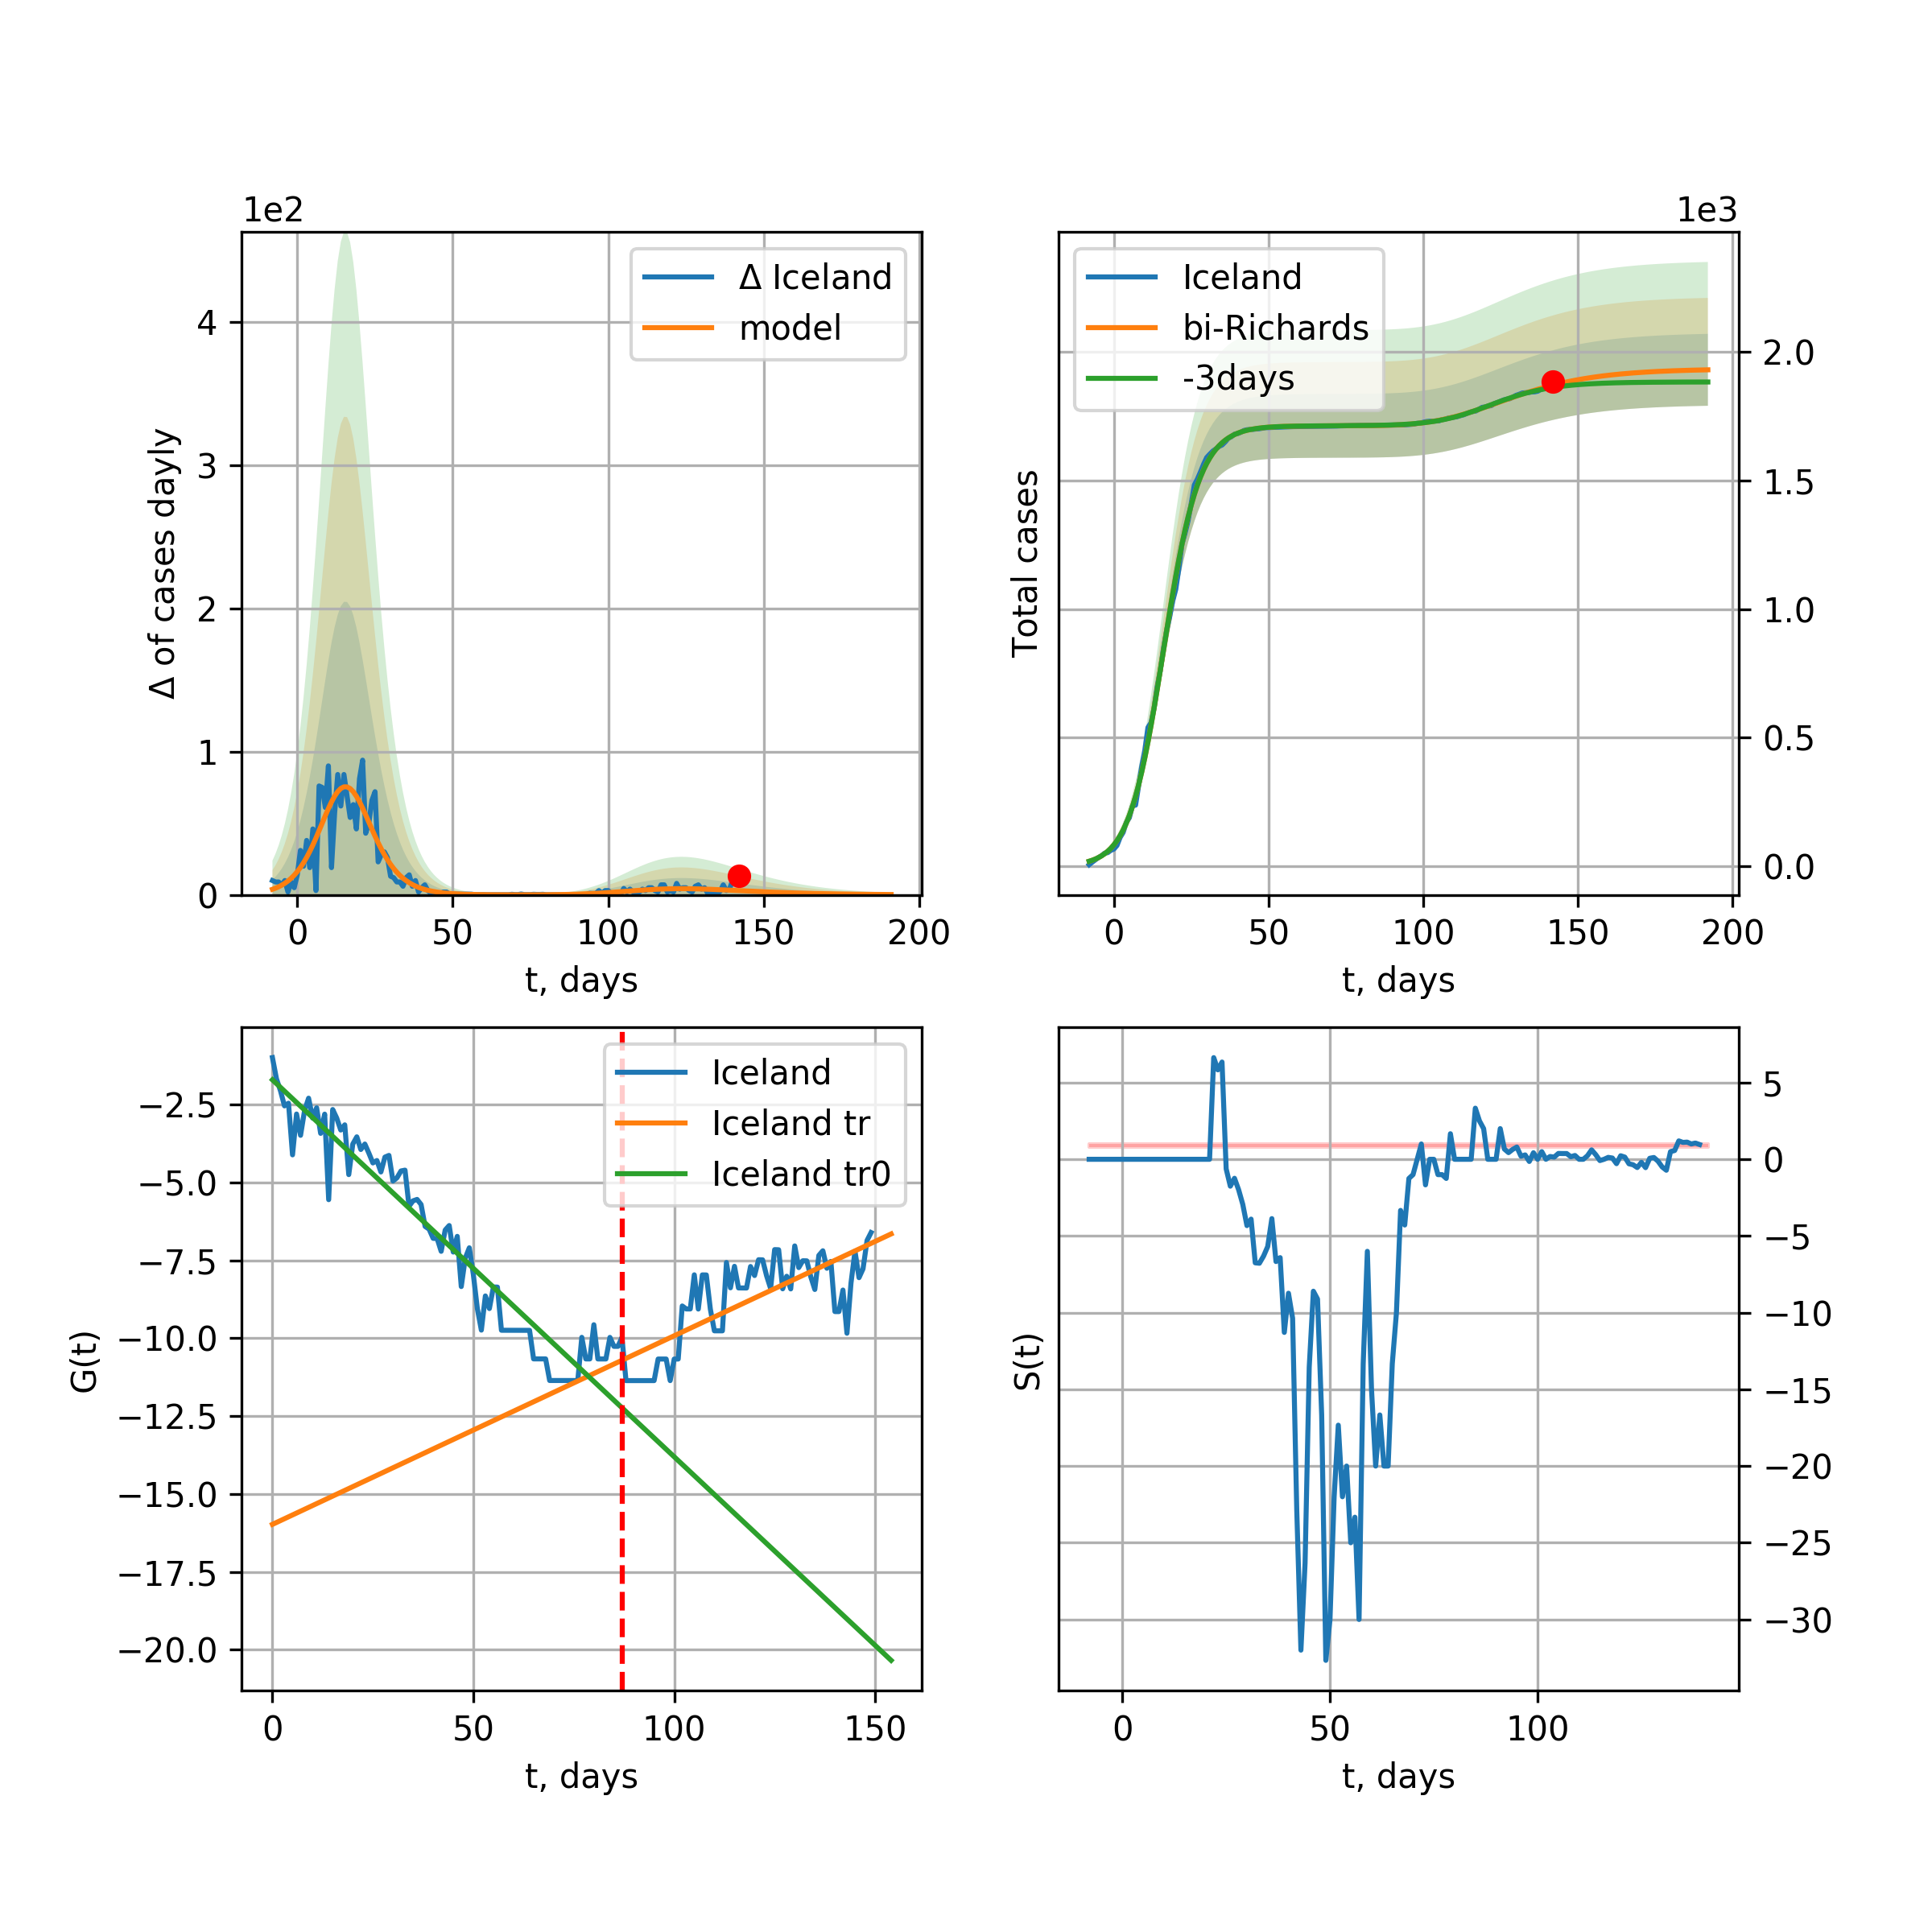 1e2
Δ Iceland
model
4
3
2
1
0
Δ of cases dayly
0 50 100 150 200
t, days
1e3
Iceland
bi-Richards
-3days
2.0
1.5
1.0
0.5
0.0
Total cases
0 50 100 150 200
t, days
Iceland
Iceland tr
Iceland tr0
−2.5
−5.0
−7.5
−10.0
−12.5
−15.0
−17.5
−20.0
G(t)
0 50 100 150
t, days
5
0
−5
−10
−15
−20
−25
−30
S(t)
0 50 100
t, days